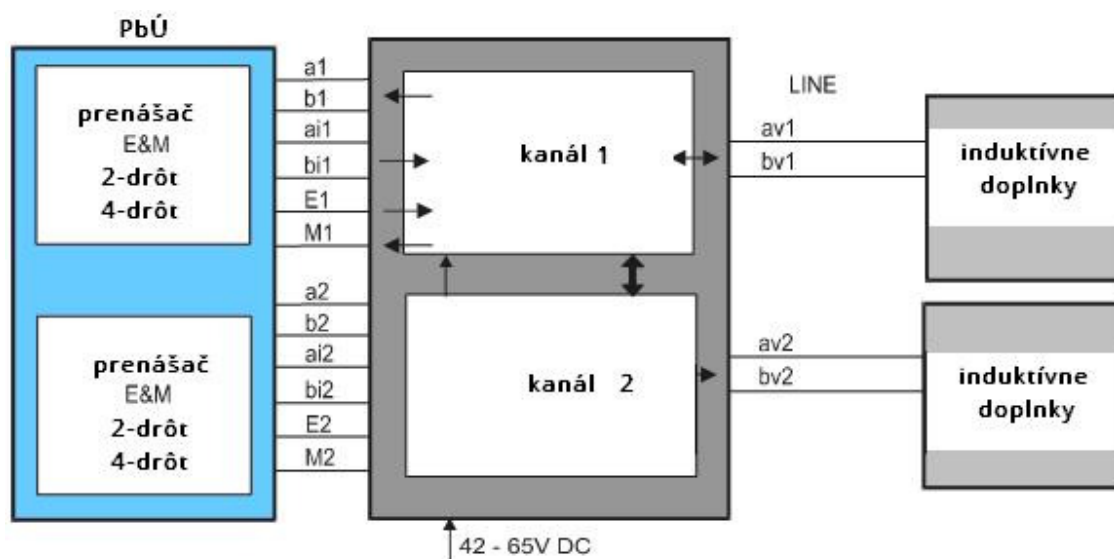 PbÚ
prenášač
E&M
2-drôt
4-drôt
a1
b1
ai1
bi1
E1
M1
kanál 1
LINE
av1
bv1
induktívne
doplnky
prenášač
E&M
2-drôt
4-drôt
a2
b2
ai2
bi2
E2
M2
kanál 2
av2
bv2
induktívne
doplnky
42 - 65V DC